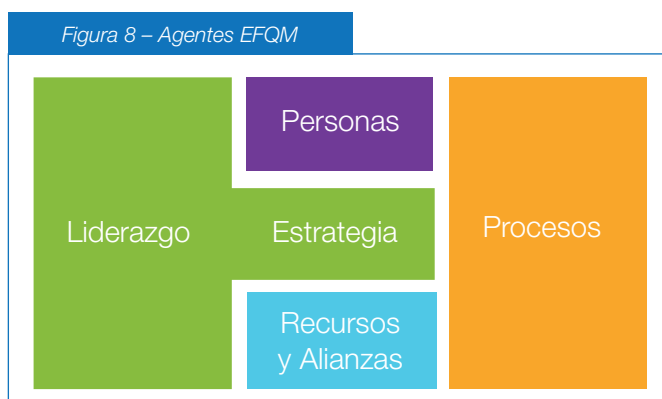 Figura 8 – Agentes EFQM
Personas
Liderazgo
Estrategia
Procesos
Recursos
y Alianzas